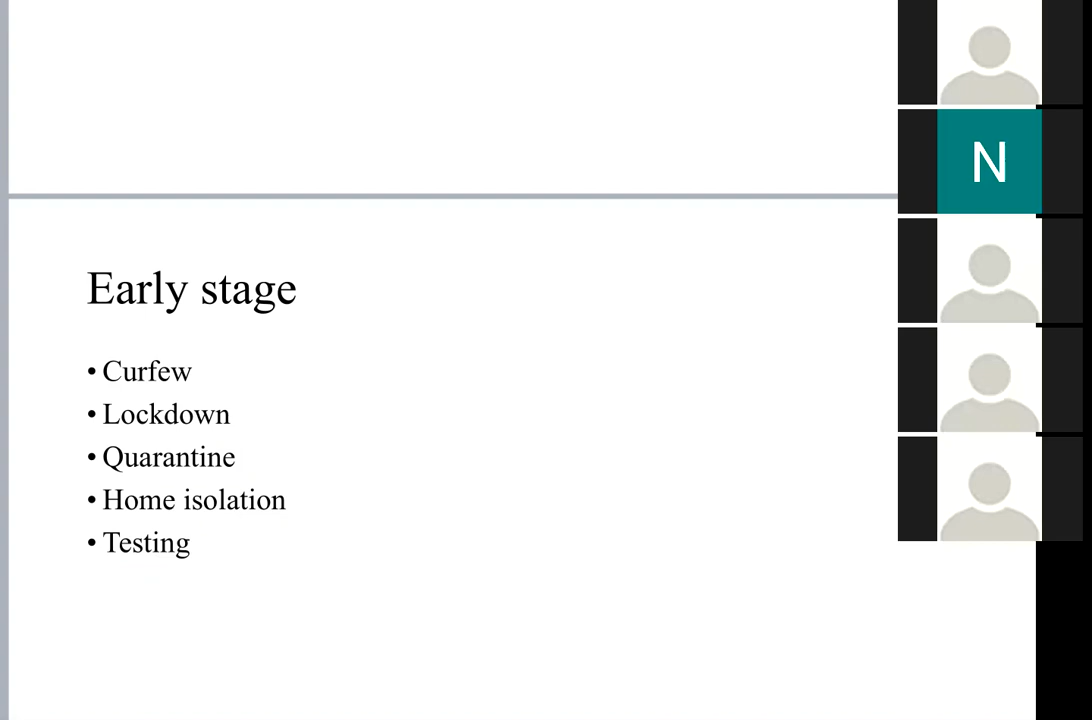 N
Early stage
• Curfew
• Lockdown
• Quarantine
• Home isolation
• Testing